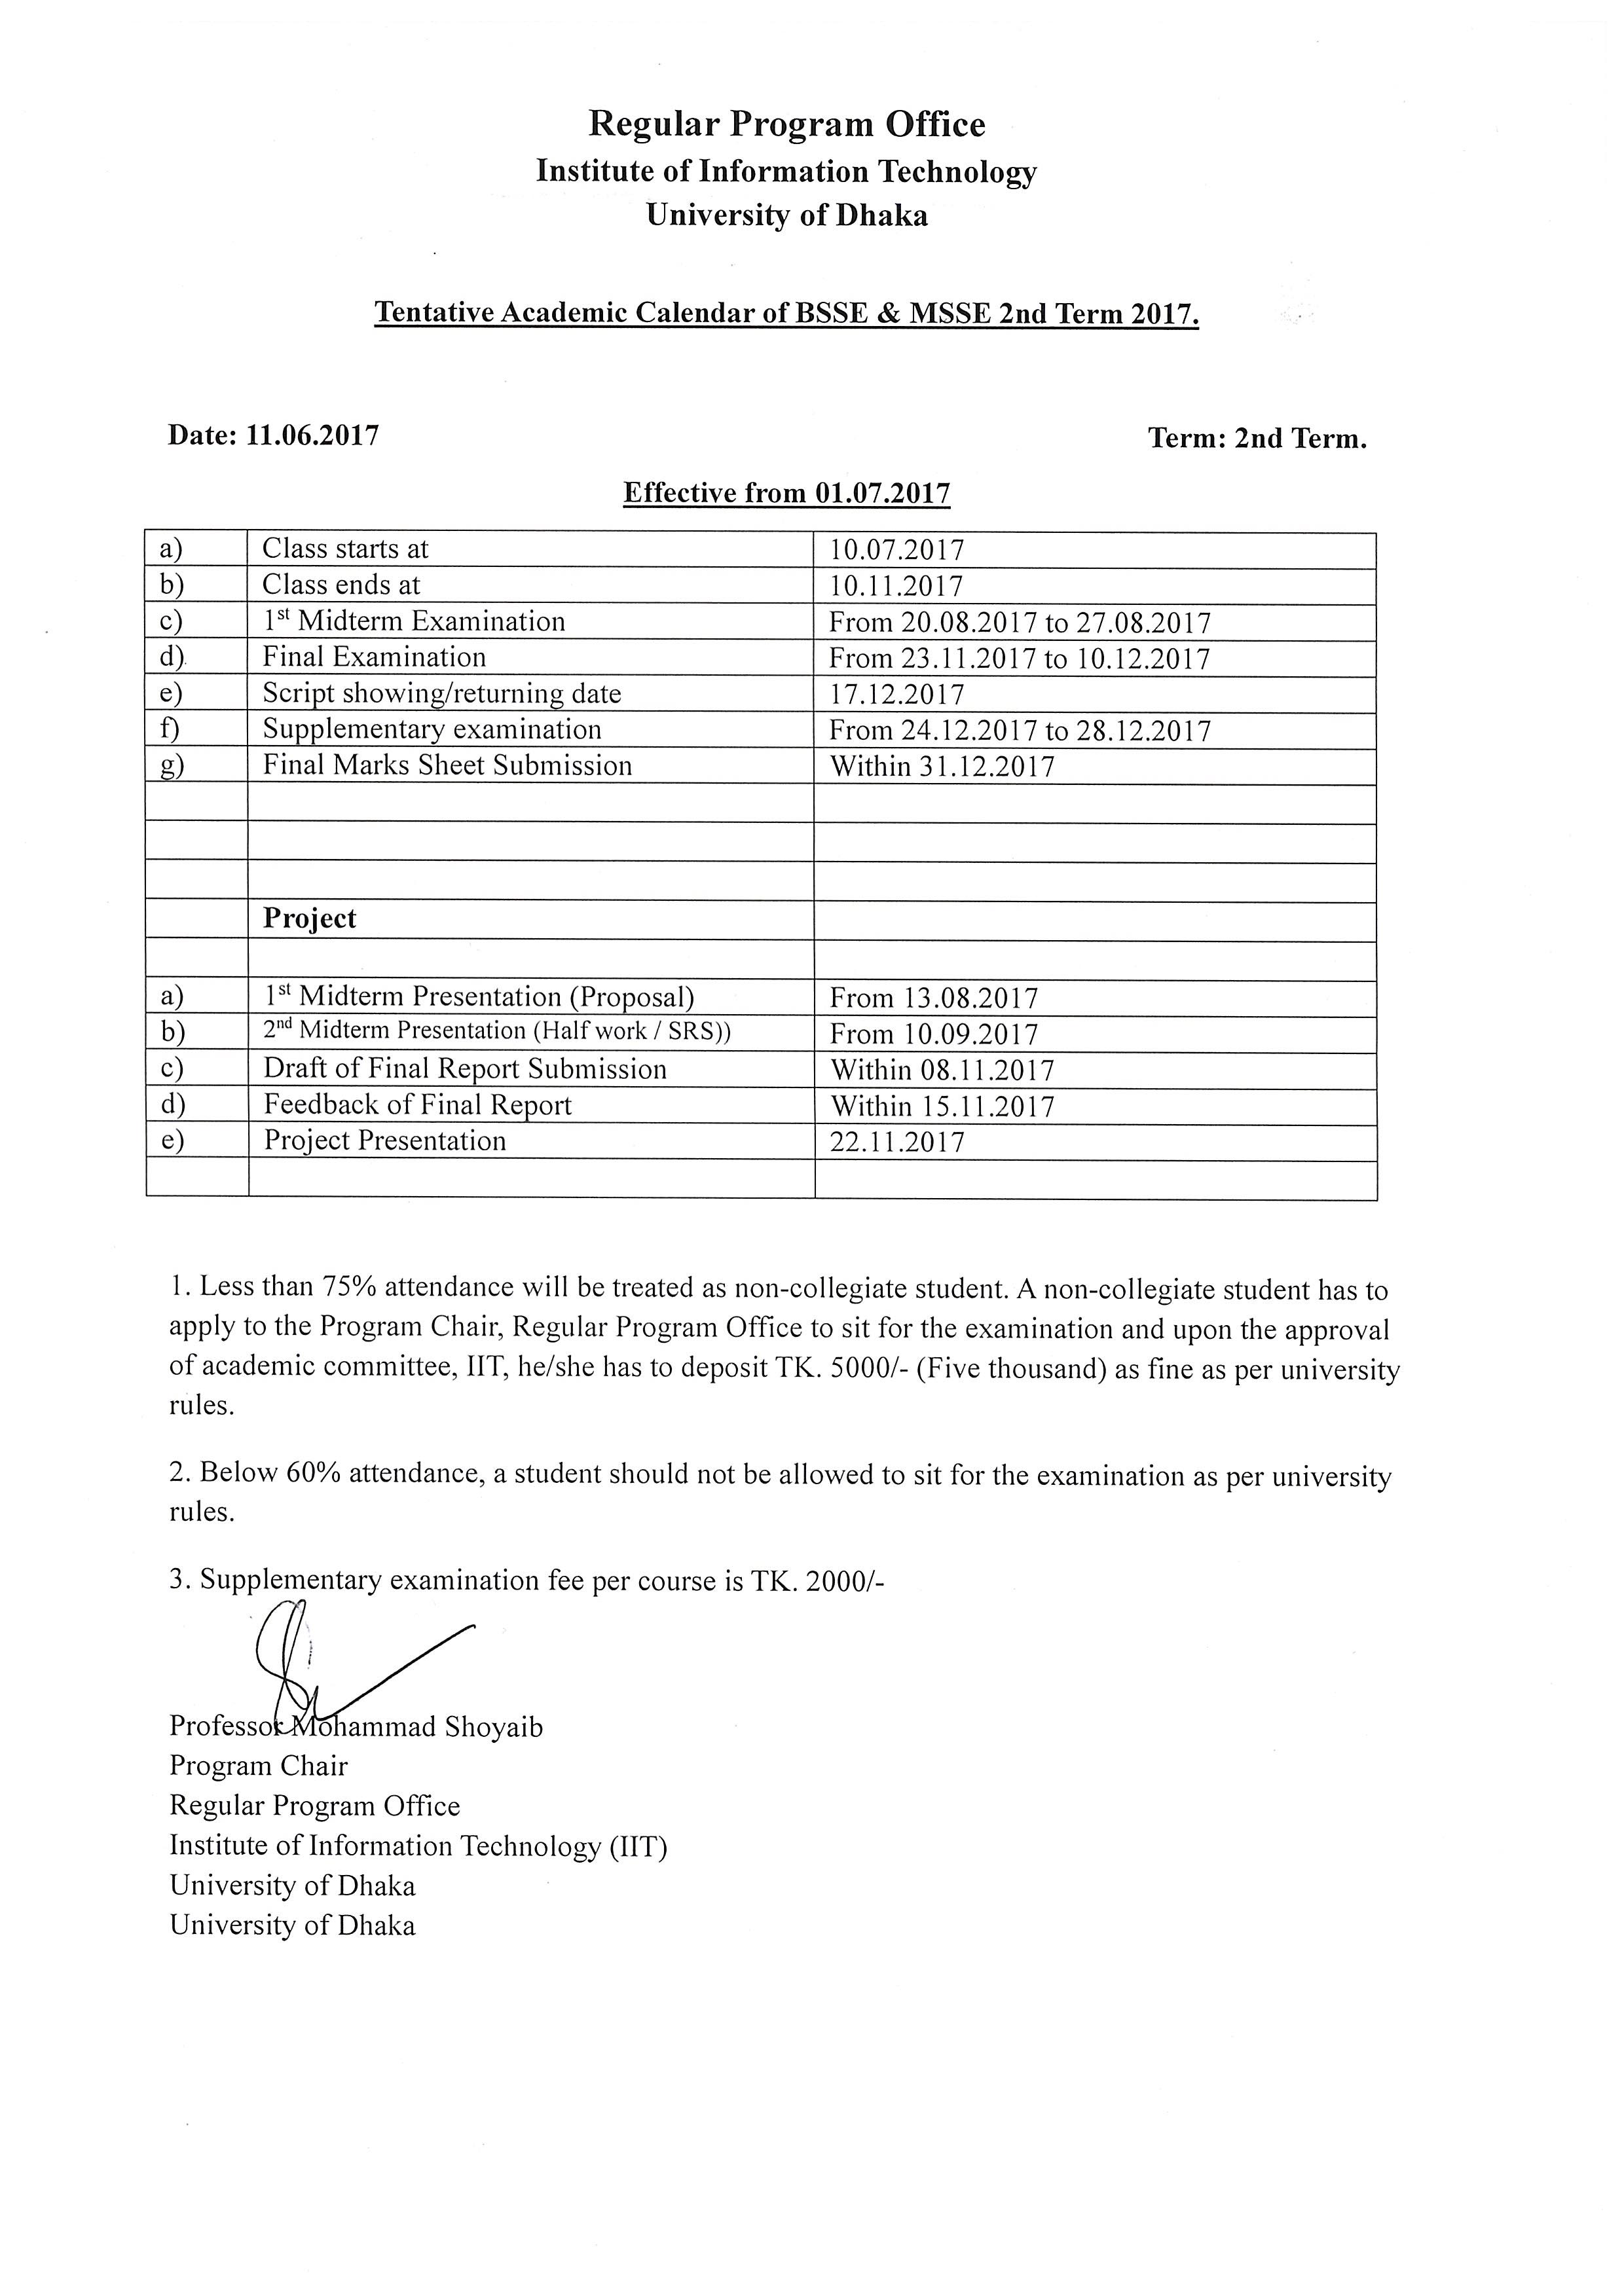 Regular Program Office
Institute of Information Technology
University of Dhaka
Tentative Academic Calendar of BSSE & MSSE 2nd Term 2017.
Date: 11.06.2017 Term: 2nd Term.
Effective from 01.07.2017
a) Class starts at 10.07.2017
b) Class ends at 10.11.2017
c) 1st Midterm Examination From 20.08.2017 to 27.08.2017
d) Final Examination From 23.11.2017 to 10.12.2017
e) Script showing/returning date 17.12.2017
f) Supplementary examination From 24.12.2017 to 28.12.2017
g) Final Marks Sheet Submission Within 31.12.2017
Project
a) 1st Midterm Presentation (Proposal) From 13.08.2017
b) 2nd Midterm Presentation (Half work / SRS)) From 10.09.2017
c) Draft of Final Report Submission Within 08.11.2017
d) Feedback of Final Report Within 15.11.2017
e) Project Presentation 22.11.2017
1. Less than 75% attendance will be treated as non-collegiate student. A non-collegiate student has to
apply to the Program Chair, Regular Program Office to sit for the examination and upon the approval
of academic committee, IIT, he/she has to deposit TK. 5000/- (Five thousand) as fine as per university
rules.
2. Below 60% attendance, a student should not be allowed to sit for the examination as per university
rules.
3. Supplementary examination fee per course is TK. 2000/-
Professor Mohammad Shoyaib
Program Chair
Regular Program Office
Institute of Information Technology (IIT)
University of Dhaka
University of Dhaka